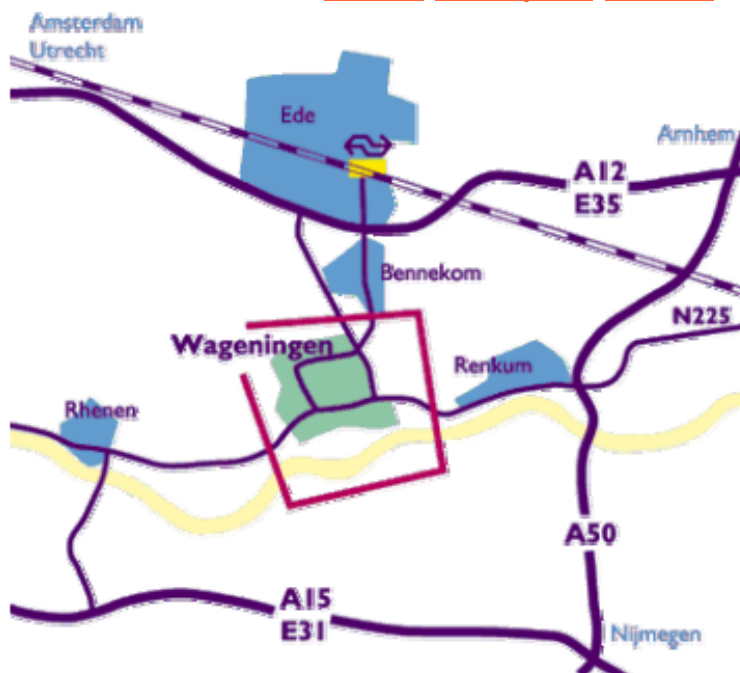 Amsterdam
Utrecht
Ede
Arnhem
A12
E35
Bennekom
N225
Wageningen
Renkum
Rhenen
A50
A15
E31
Nijmegen